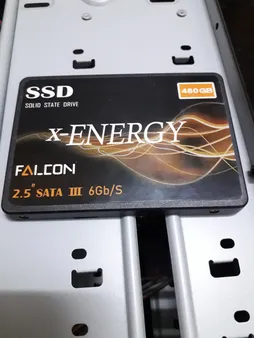 SSD
480GB
SOLID STATE DRIVE
x-ENERGY
FALCON
2.5" SATA III 6Gb/S